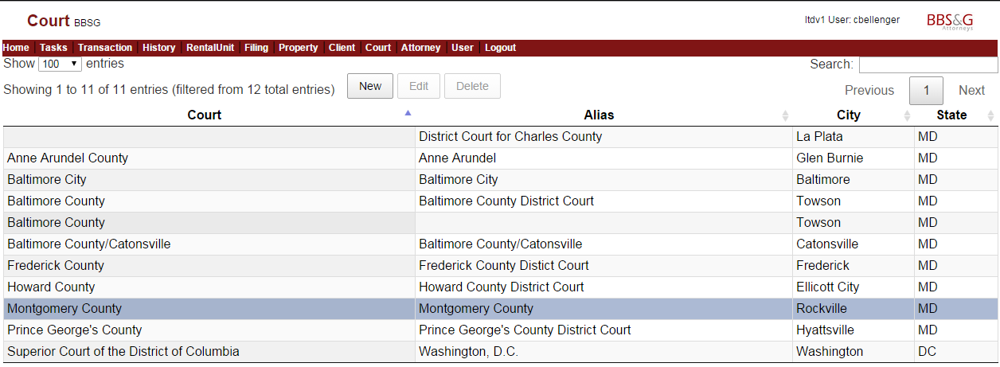 Court BBSG
ltdv1 User: cbellenger
BBS&G
Attorneys
Home Tasks Transaction History RentalUnit Filing Property Client Court Attorney User Logout
Show 100 entries
Search:
Showing 1 to 11 of 11 entries (filtered from 12 total entries) New Edit Delete
Previous 1 Next
Court Alias City State
District Court for Charles County La Plata MD
Anne Arundel County Anne Arundel Glen Burnie MD
Baltimore City Baltimore City Baltimore MD
Baltimore County Baltimore County District Court Towson MD
Baltimore County Towson MD
Baltimore County/Catonsville Baltimore County/Catonsville Catonsville MD
Frederick County Frederick County Distict Court Frederick MD
Howard County Howard County District Court Ellicott City MD
Montgomery County Montgomery County Rockville MD
Prince George's County Prince George's County District Court Hyattsville MD
Superior Court of the District of Columbia Washington, D.C. Washington DC